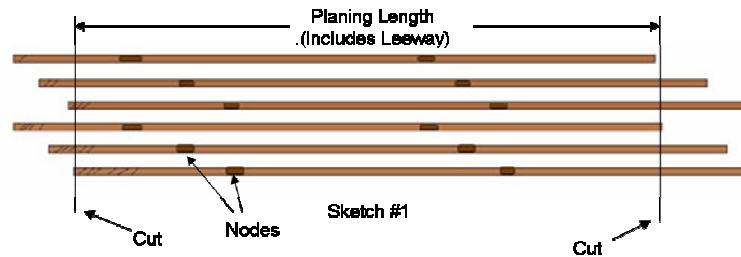 Planing Length
.(Includes Leeway)
Sketch #1
Nodes
Cut
Cut